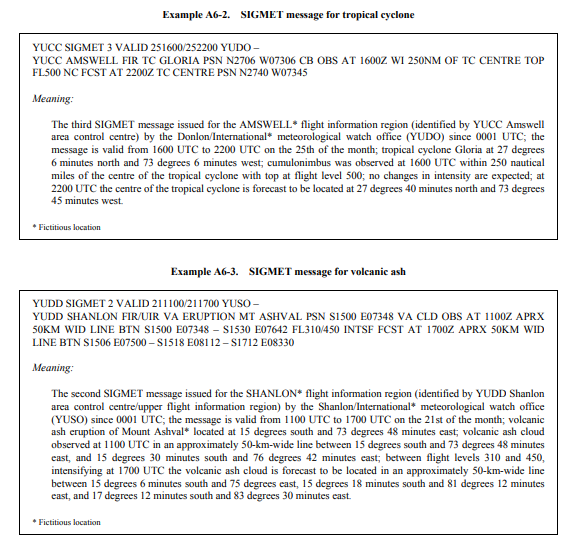 Example A6-2. SIGMET message for tropical cyclone
YUCC SIGMET 3 VALID 251600/252200 YUDO –
YUCC AMSWELL FIR TC GLORIA PSN N2706 W07306 CB OBS AT 1600Z WI 250NM OF TC CENTRE TOP
FL500 NC FCST AT 2200Z TC CENTRE PSN N2740 W07345
Meaning:
The third SIGMET message issued for the AMSWELL* flight information region (identified by YUCC Amswell
area control centre) by the Donlon/International* meteorological watch office (YUDO) since 0001 UTC; the
message is valid from 1600 UTC to 2200 UTC on the 25th of the month; tropical cyclone Gloria at 27 degrees
6 minutes north and 73 degrees 6 minutes west; cumulonimbus was observed at 1600 UTC within 250 nautical
miles of the centre of the tropical cyclone with top at flight level 500; no changes in intensity are expected; at
2200 UTC the centre of the tropical cyclone is forecast to be located at 27 degrees 40 minutes north and 73 degrees
45 minutes west.
* Fictitious location
Example A6-3. SIGMET message for volcanic ash
YUDD SIGMET 2 VALID 211100/211700 YUSO –
YUDD SHANLON FIR/UIR VA ERUPTION MT ASHVAL PSN S1500 E07348 VA CLD OBS AT 1100Z APRX
50KM WID LINE BTN S1500 E07348 – S1530 E07642 FL310/450 INTSF FCST AT 1700Z APRX 50KM WID
LINE BTN S1506 E07500 – S1518 E08112 – S1712 E08330
Meaning:
The second SIGMET message issued for the SHANLON* flight information region (identified by YUDD Shanlon
area control centre/upper flight information region) by the Shanlon/International* meteorological watch office
(YUSO) since 0001 UTC; the message is valid from 1100 UTC to 1700 UTC on the 21st of the month; volcanic
ash eruption of Mount Ashval* located at 15 degrees south and 73 degrees 48 minutes east; volcanic ash cloud
observed at 1100 UTC in an approximately 50-km-wide line between 15 degrees south and 73 degrees 48 minutes
east, and 15 degrees 30 minutes south and 76 degrees 42 minutes east; between flight levels 310 and 450,
intensifying at 1700 UTC the volcanic ash cloud is forecast to be located in an approximately 50-km-wide line
between 15 degrees 6 minutes south and 75 degrees east, 15 degrees 18 minutes south and 81 degrees 12 minutes
east, and 17 degrees 12 minutes south and 83 degrees 30 minutes east.
* Fictitious location